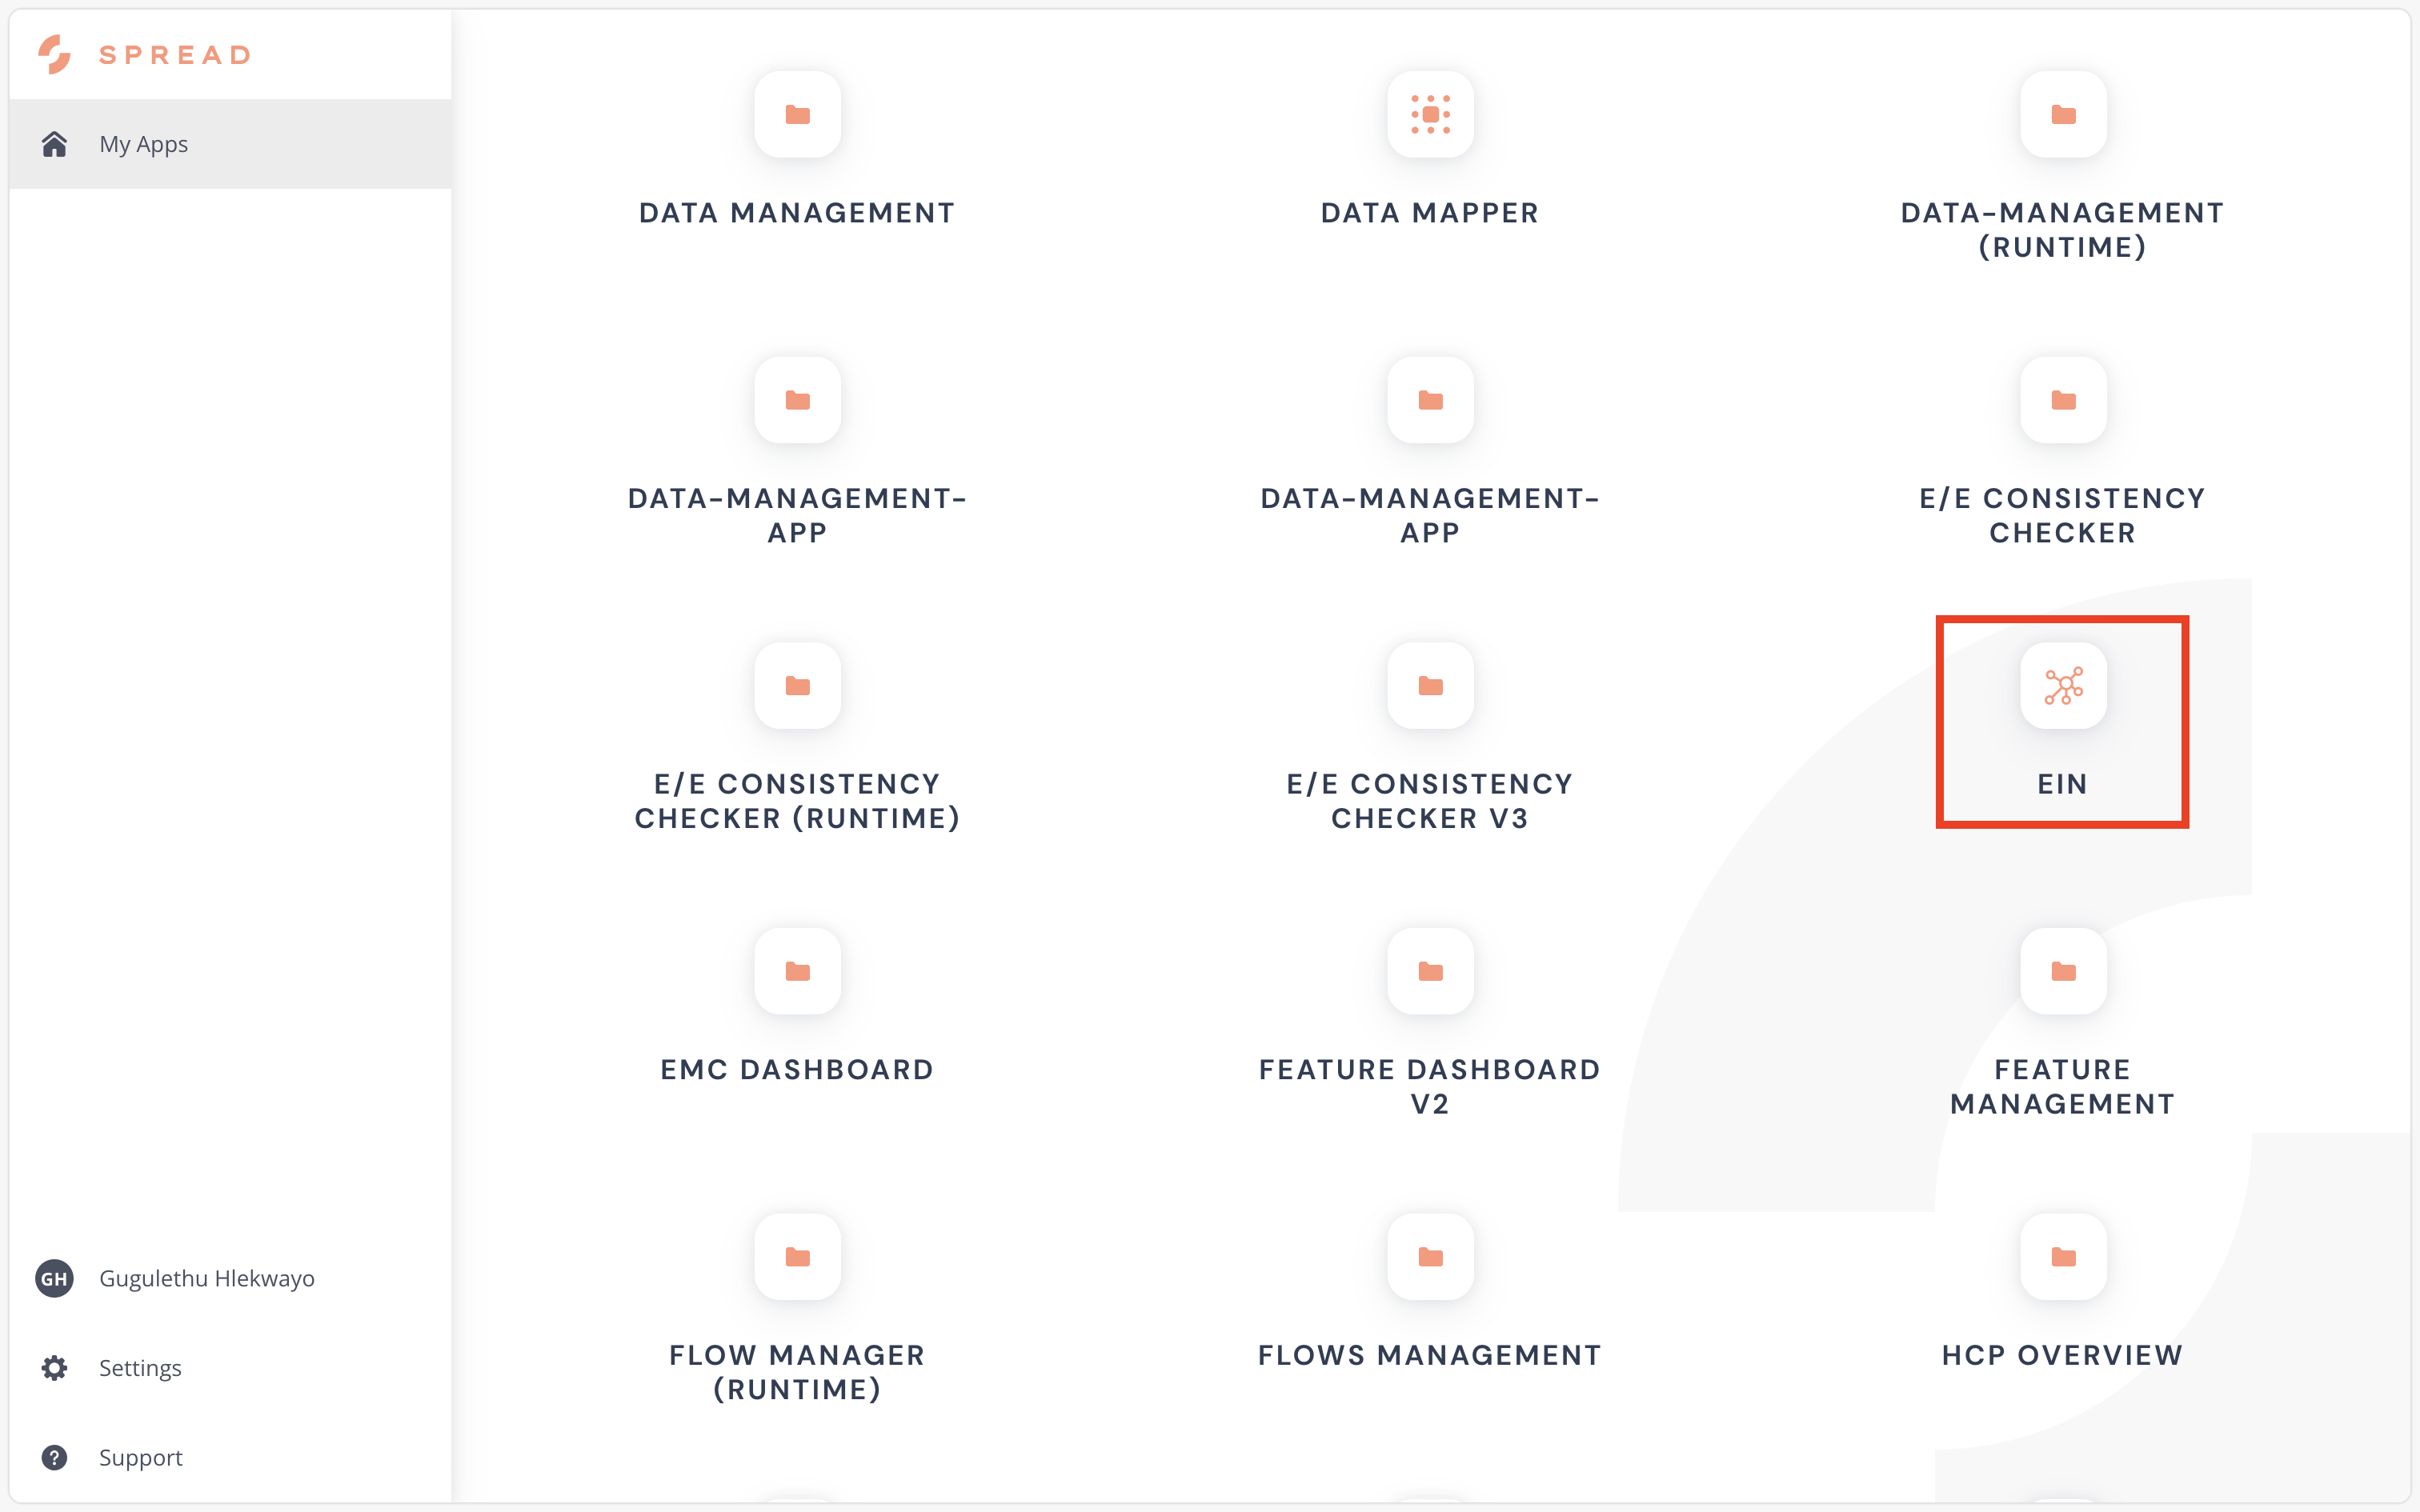 SPREAD
My Apps
DATA MANAGEMENT
DATA MAPPER
DATA-MANAGEMENT
(RUNTIME)
DATA-MANAGEMENT-
APP
DATA-MANAGEMENT-
APP
E/E CONSISTENCY
CHECKER
E/E CONSISTENCY
CHECKER (RUNTIME)
E/E CONSISTENCY
CHECKER V3
EIN
EMC DASHBOARD
FEATURE DASHBOARD
V2
FEATURE
MANAGEMENT
FLOW MANAGER
(RUNTIME)
FLOWS MANAGEMENT
HCP OVERVIEW
GH
Gugulethu Hlekwayo
Settings
?
Support